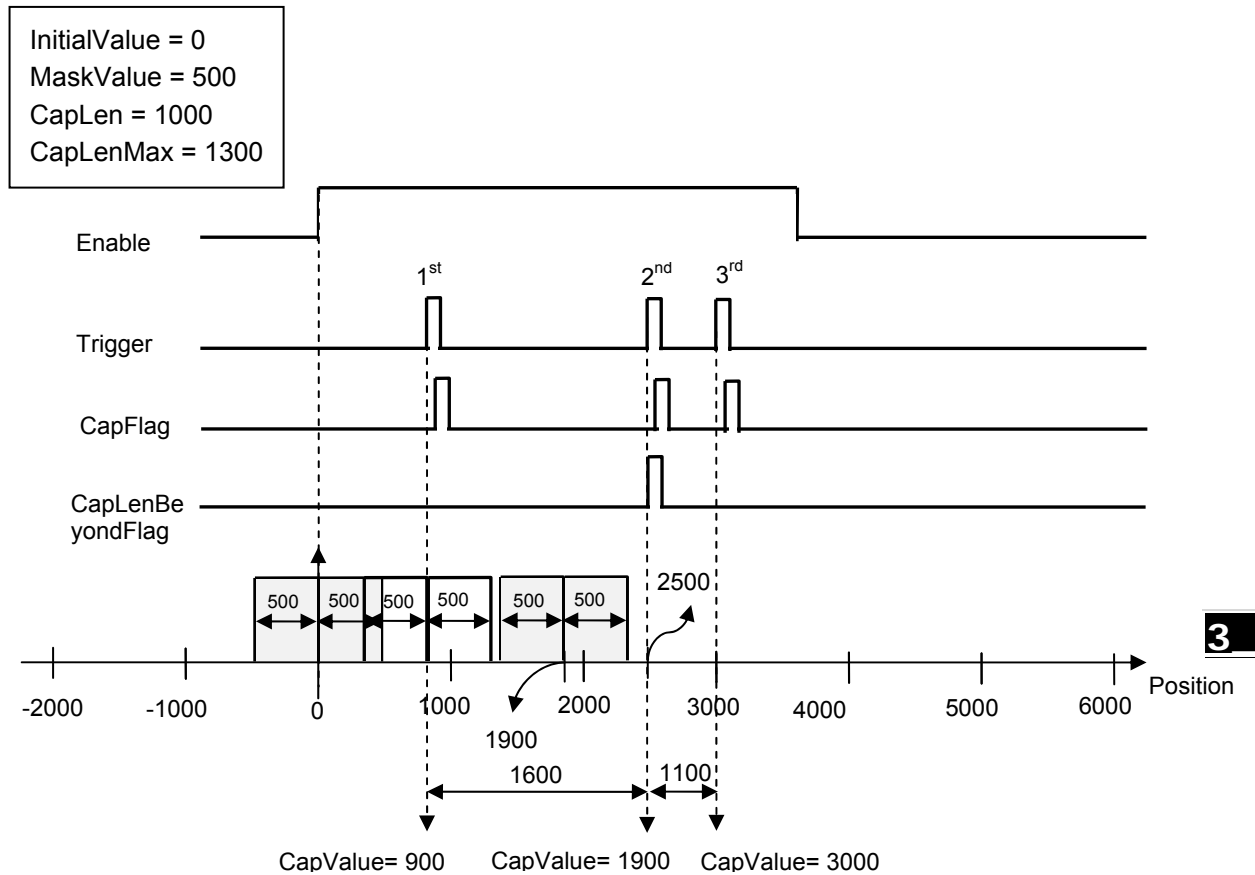 InitialValue = 0
MaskValue = 500
CapLen = 1000
CapLenMax = 1300
Enable
1st 2nd 3rd
Trigger
CapFlag
CapLenBe
yondFlag
500 500 500 500 500 500 2500
3
Position
-2000 -1000 0 1000 2000 3000 4000 5000 6000
1900
1600 1100
CapValue= 900 CapValue= 1900 CapValue= 3000